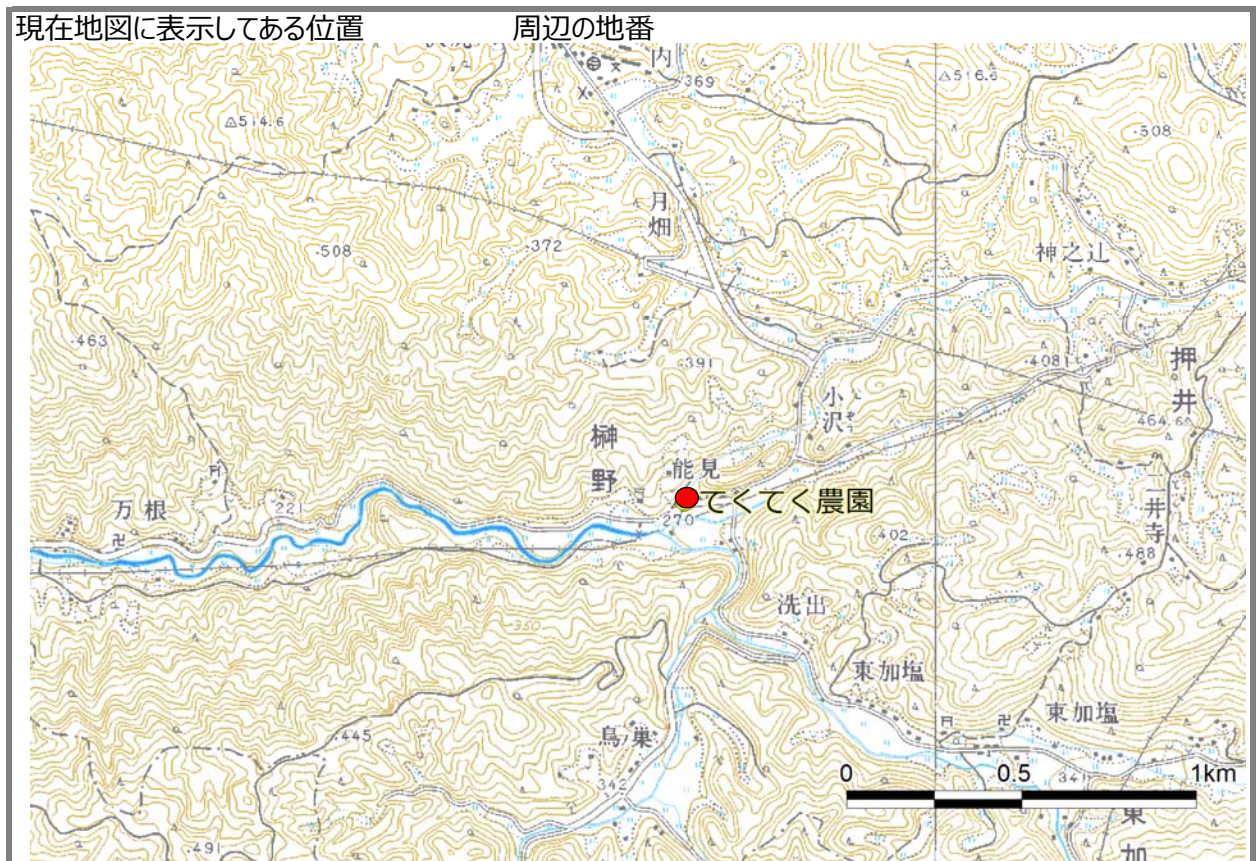 現在地図に表示してある位置
周辺の地番
内
369
△516.6
△514.6
・508
月畑
・508
・372
神之辻
・463
・391
・408
押井
小沢
464.6△
榊野
能見
てくてく農園
二井寺
万根
221
270
402
・488
洗出
350
東加塩
東加塩
・445
鳥ノ巣
342
341
0 0.5 1km
東加
・491